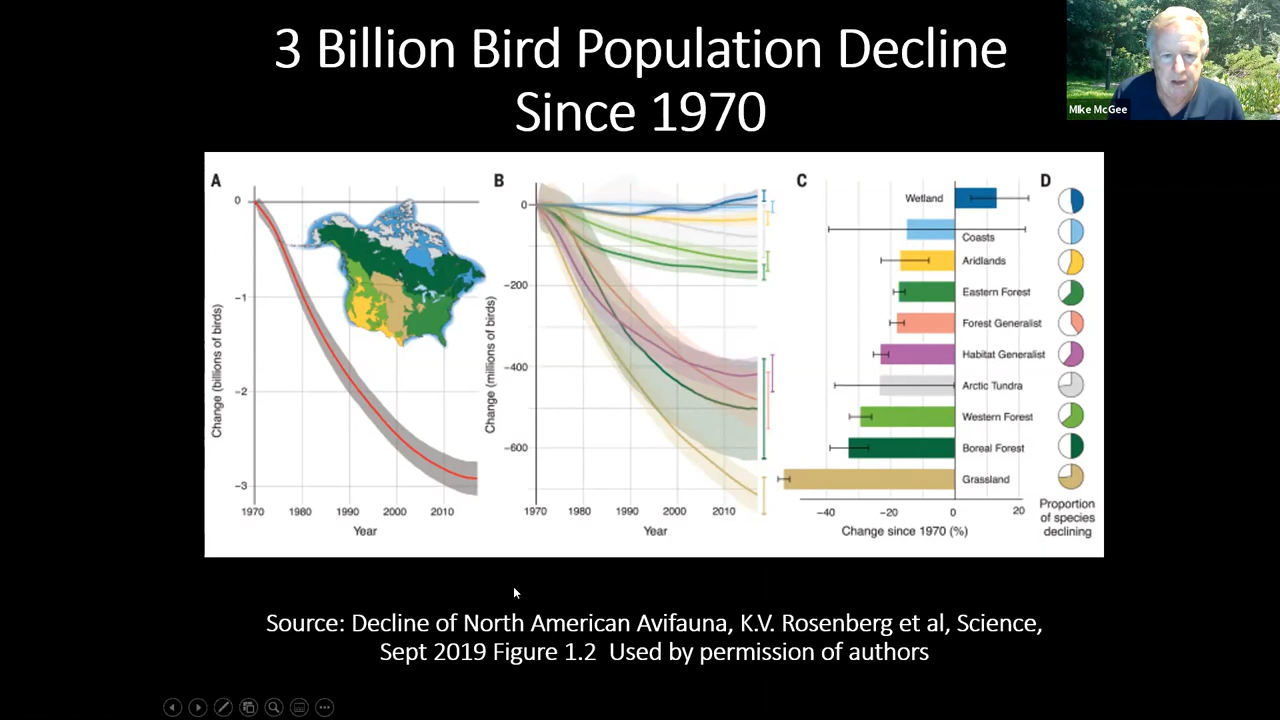 3 Billion Bird Population Decline
Since 1970
MIke McGee
A
0
−1
−2
−3
Change (billions of birds)
1970 1980 1990 2000 2010
Year
B
0
−200
−400
−600
Change (millions of birds)
1970 1980 1990 2000 2010
Year
C
Wetland
Coasts
Aridlands
Eastern Forest
Forest Generalist
Habitat Generalist
Arctic Tundra
Western Forest
Boreal Forest
Grassland
−40 −20 0 20
Change since 1970 (%)
D
Proportion
of species
declining
Source: Decline of North American Avifauna, K.V. Rosenberg et al, Science,
Sept 2019 Figure 1.2 Used by permission of authors